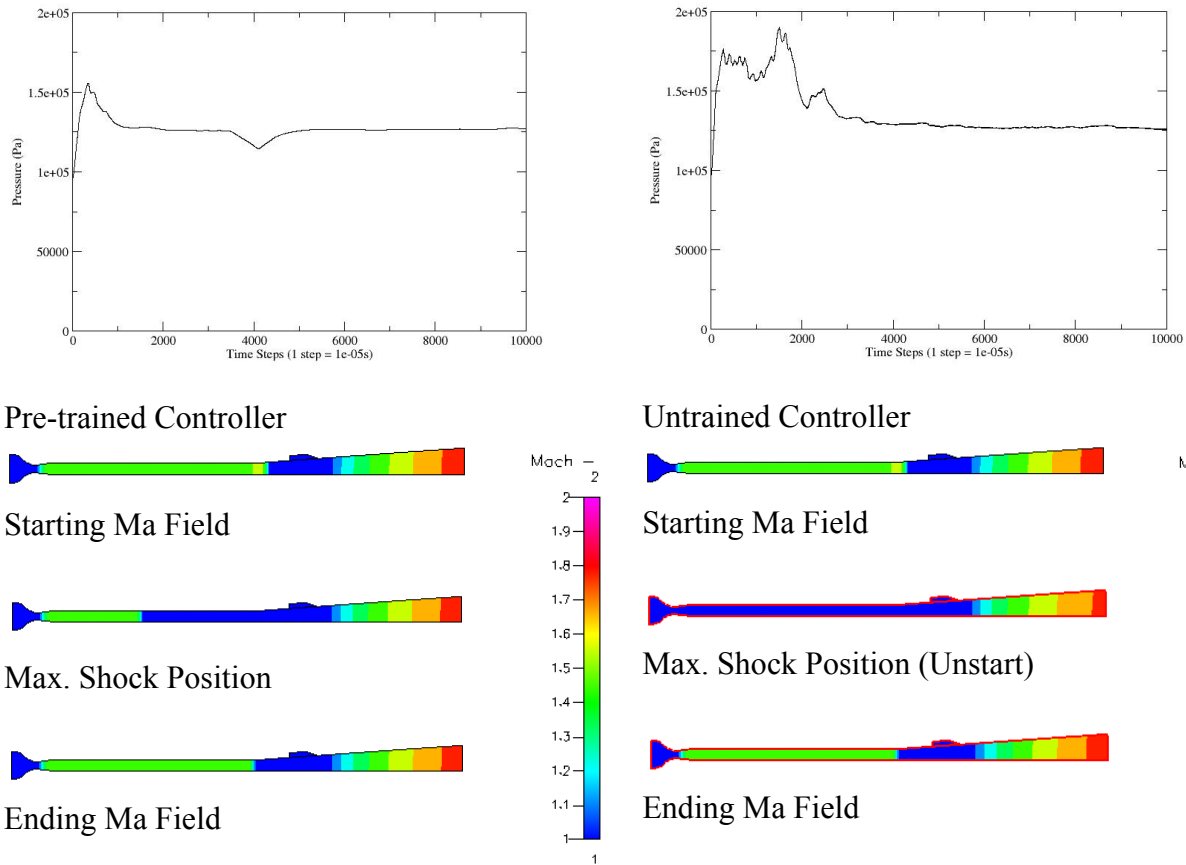 2e+05
1.5e+05
1e+05
50000
0
Pressure (Pa)
0 2000 4000 6000 8000 10000
Time Steps (1 step = 1e-05s)
2e+05
1.5e+05
1e+05
50000
0
Pressure (Pa)
0 2000 4000 6000 8000 10000
Time Steps (1 step = 1e-05s)
Pre-trained Controller
Starting Ma Field
Max. Shock Position
Ending Ma Field
Mach
2
2
1.9
1.8
1.7
1.6
1.5
1.4
1.3
1.2
1.1
1
1
Untrained Controller
Starting Ma Field
Max. Shock Position (Unstart)
Ending Ma Field